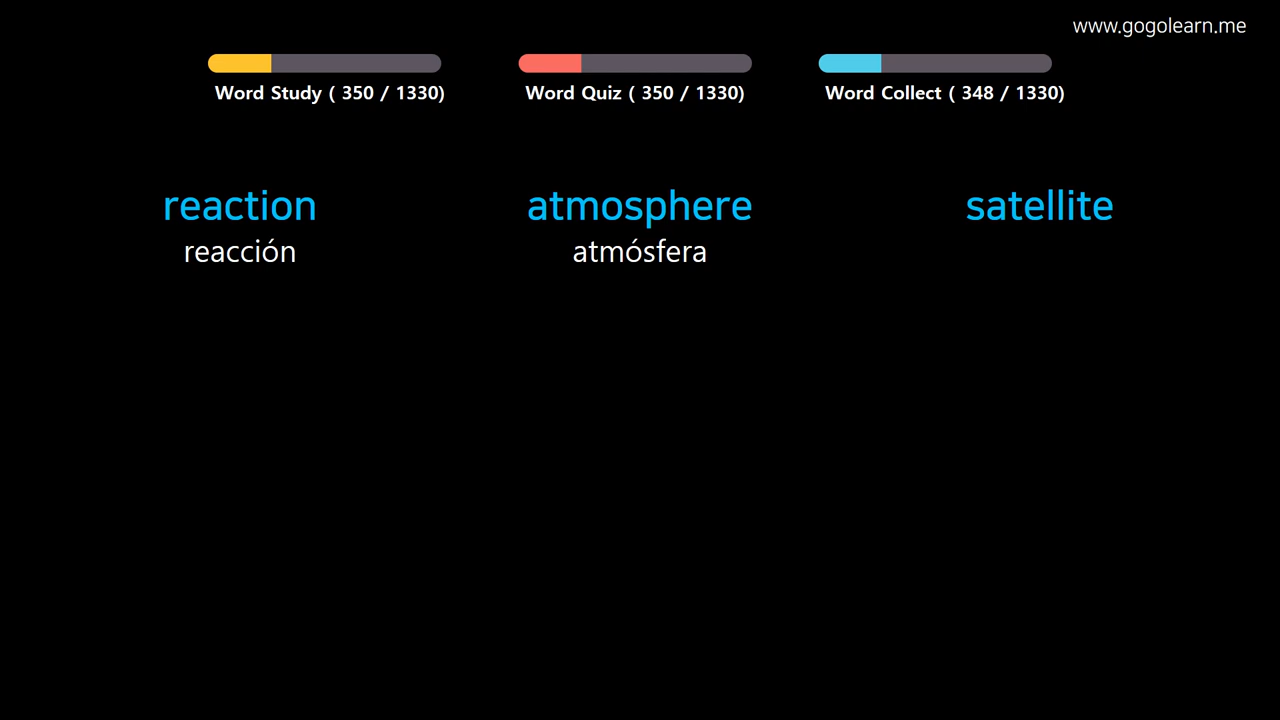 www.gogolearn.me
Word Study ( 350 / 1330)
Word Quiz ( 350 / 1330)
Word Collect ( 348 / 1330)
reaction
reacción
atmosphere
atmósfera
satellite